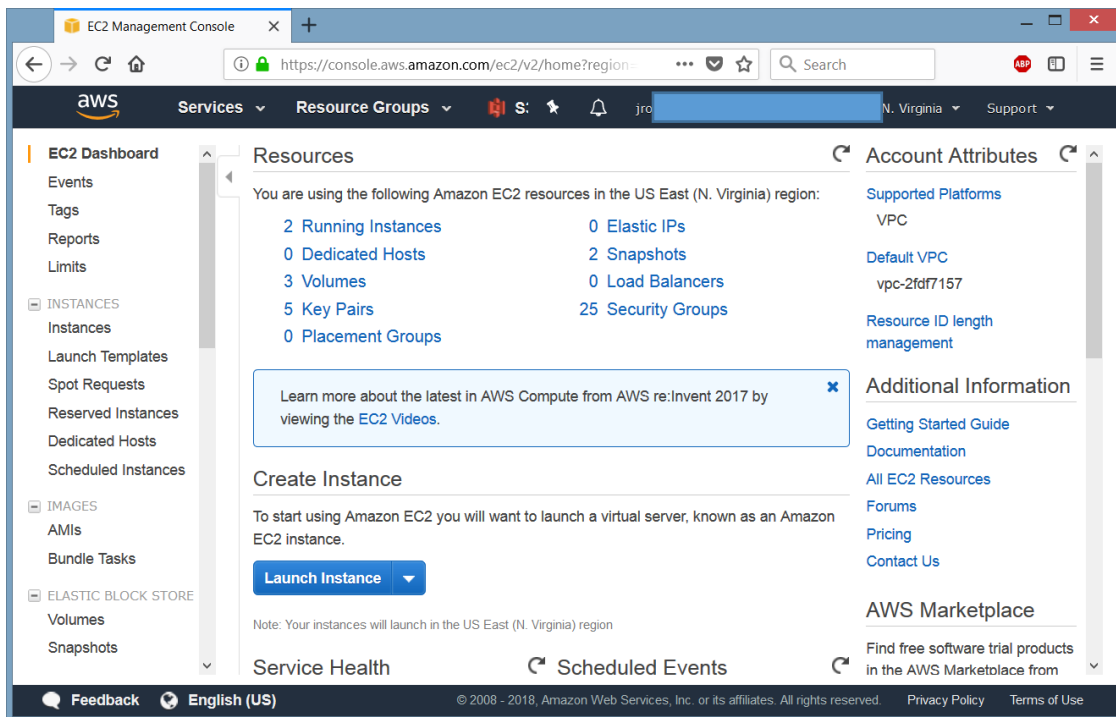 EC2 Management Console
https://console.aws.amazon.com/ec2/v2/home?region=
Search
ABP
aws
Services
Resource Groups
S:
jro
N. Virginia
Support
EC2 Dashboard
Events
Tags
Reports
Limits
INSTANCES
Instances
Launch Templates
Spot Requests
Reserved Instances
Dedicated Hosts
Scheduled Instances
IMAGES
AMIs
Bundle Tasks
ELASTIC BLOCK STORE
Volumes
Snapshots
Resources
You are using the following Amazon EC2 resources in the US East (N. Virginia) region:
2 Running Instances
0 Elastic IPs
0 Dedicated Hosts
2 Snapshots
3 Volumes
0 Load Balancers
5 Key Pairs
25 Security Groups
0 Placement Groups
Learn more about the latest in AWS Compute from AWS re:Invent 2017 by
viewing the EC2 Videos.
Create Instance
To start using Amazon EC2 you will want to launch a virtual server, known as an Amazon
EC2 instance.
Launch Instance
Note: Your instances will launch in the US East (N. Virginia) region
Service Health
Scheduled Events
Account Attributes
Supported Platforms
VPC
Default VPC
vpc-2fdf7157
Resource ID length
management
Additional Information
Getting Started Guide
Documentation
All EC2 Resources
Forums
Pricing
Contact Us
AWS Marketplace
Find free software trial products
in the AWS Marketplace from
Feedback
English (US)
© 2008 - 2018, Amazon Web Services, Inc. or its affiliates. All rights reserved.
Privacy Policy
Terms of Use